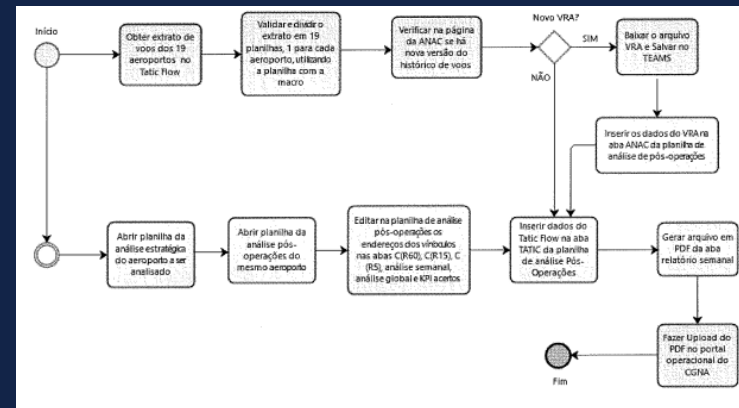 Início
Obter extrato de
voos dos 19
aeroportos no
Tatic Flow
Validar e dividir o
extrato em 19
planilhas, 1 para cada
aeroporto, utilizando
a planilha com a
macro
Verificar na página
da ANAC se há
nova versão do
histórico de voos
Novo VRA?
SIM
NÃO
Baixar o arquivo
VRA e Salvar no
TEAMS
Inserir os dados do VRA na
aba ANAC da planilha de
análise de pós-operações
Abrir planilha da
análise estratégica
do aeroporto a ser
analisado
Abrir planilha da
análise pós-
operações do
mesmo aeroporto
Editar na planilha de análise
pós-operações os
endereços dos vínculos
nas abas C(R60), C(R15), C
(R5), análise semanal,
análise global e KPI acertos
Inserir dados do
Tatic Flow na aba
TATIC da planilha
de análise Pós-
Operações
Gerar arquivo em
PDF da aba
relatório semanal
Fazer Upload do
PDF no portal
operacional do
CGNA
Fim